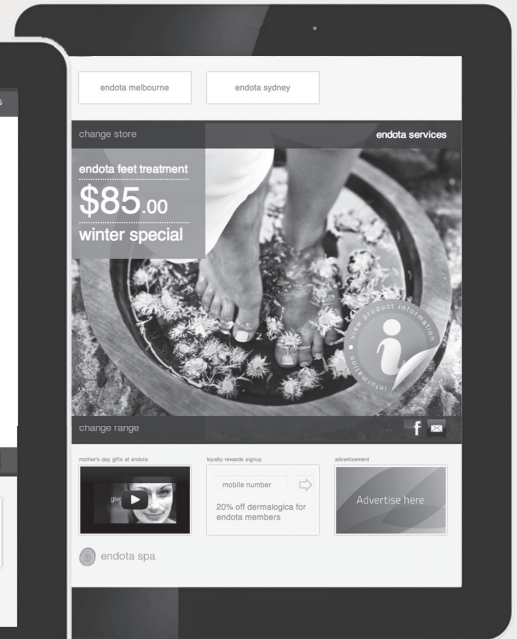 s
endota melbourne
endota sydney
change store
endota services
endota feet treatment
$85.00
winter special
view product information
information
change range
mother's day gifts at endota
loyalty rewards signup
advertisement
give
mobile number
20% off dermalogica for
endota members
Advertise here
f
endota spa